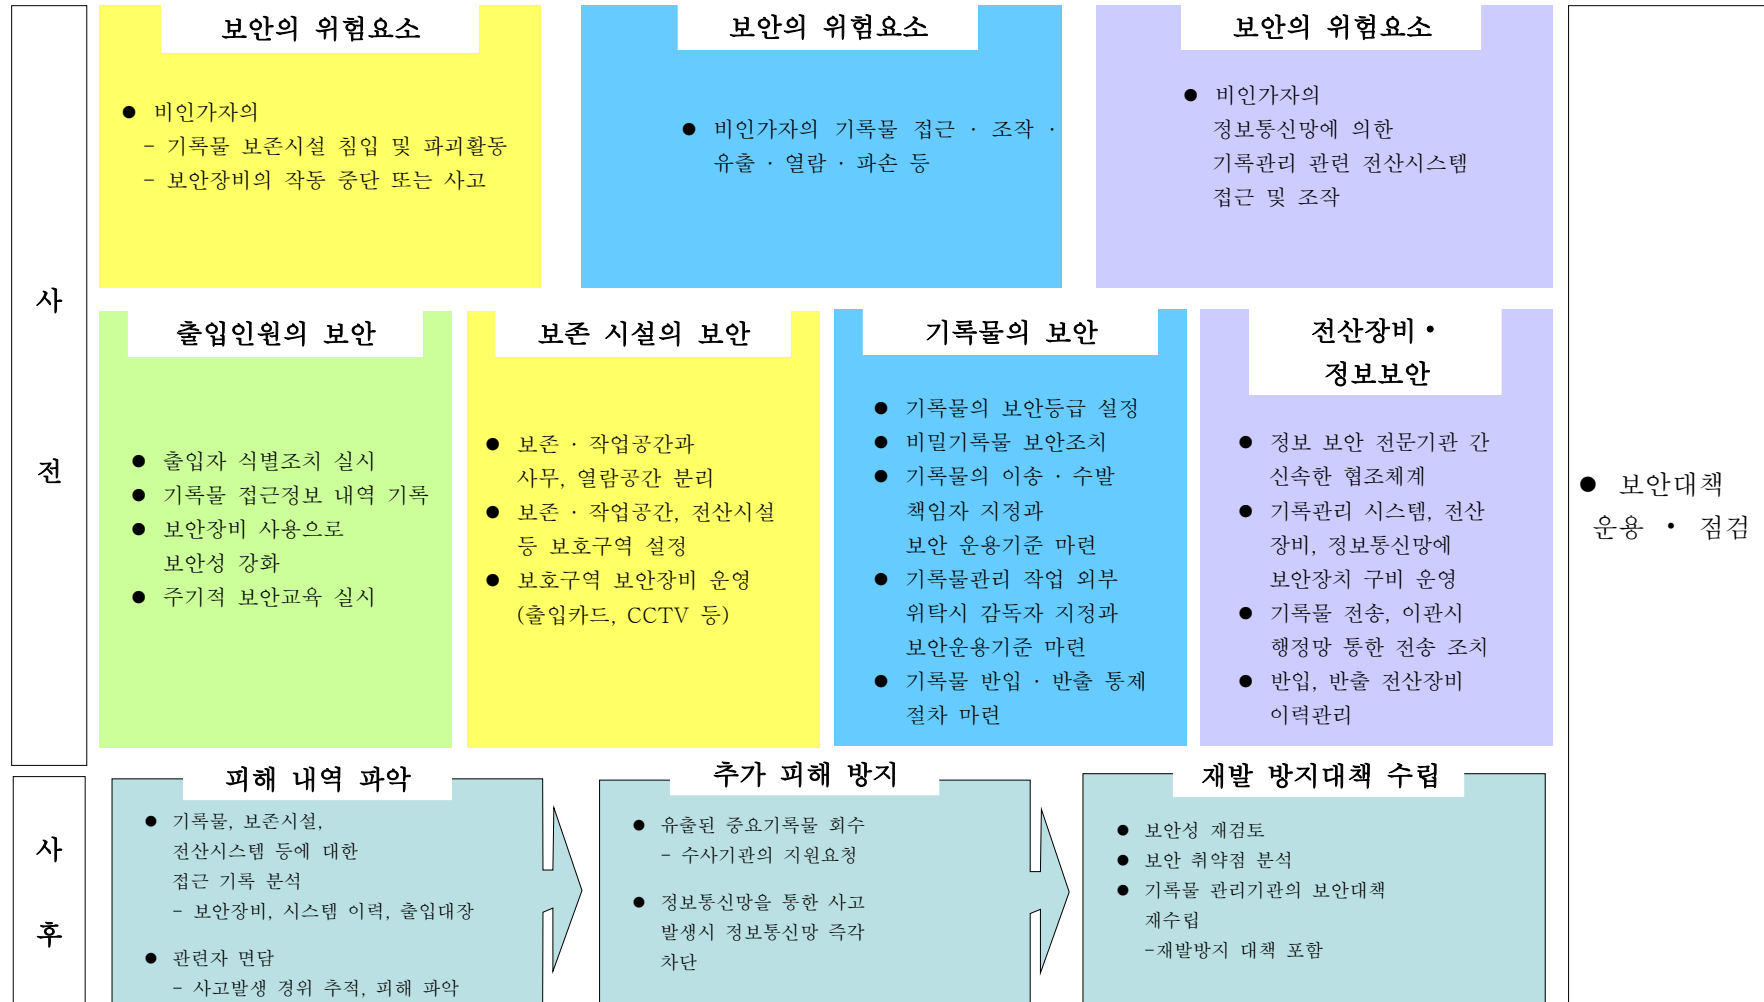 사
전
보안의 위험요소
● 비인가자의
- 기록물 보존시설 침입 및 파괴활동
- 보안장비의 작동 중단 또는 사고
보안의 위험요소
● 비인가자의 기록물 접근 · 조작 ·
유출 · 열람 · 파손 등
보안의 위험요소
● 비인가자의
정보통신망에 의한
기록관리 관련 전산시스템
접근 및 조작
출입인원의 보안
● 출입자 식별조치 실시
● 기록물 접근정보 내역 기록
● 보안장비 사용으로
보안성 강화
● 주기적 보안교육 실시
보존 시설의 보안
● 보존 · 작업공간과
사무, 열람공간 분리
● 보존 · 작업공간, 전산시설
등 보호구역 설정
● 보호구역 보안장비 운영
(출입카드, CCTV 등)
기록물의 보안
● 기록물의 보안등급 설정
● 비밀기록물 보안조치
● 기록물의 이송 · 수발
책임자 지정과
보안 운용기준 마련
● 기록물관리 작업 외부
위탁시 감독자 지정과
보안운용기준 마련
● 기록물 반입 · 반출 통제
절차 마련
전산장비 •
정보보안
● 정보 보안 전문기관 간
신속한 협조체계
● 기록관리 시스템, 전산
장비, 정보통신망에
보안장치 구비 운영
● 기록물 전송, 이관시
행정망 통한 전송 조치
● 반입, 반출 전산장비
이력관리
● 보안대책
운용 • 점검
사
후
피해 내역 파악
● 기록물, 보존시설,
전산시스템 등에 대한
접근 기록 분석
- 보안장비, 시스템 이력, 출입대장
● 관련자 면담
- 사고발생 경위 추적, 피해 파악
추가 피해 방지
● 유출된 중요기록물 회수
- 수사기관의 지원요청
● 정보통신망을 통한 사고
발생시 정보통신망 즉각
차단
재발 방지대책 수립
● 보안성 재검토
● 보안 취약점 분석
● 기록물 관리기관의 보안대책
재수립
-재발방지 대책 포함